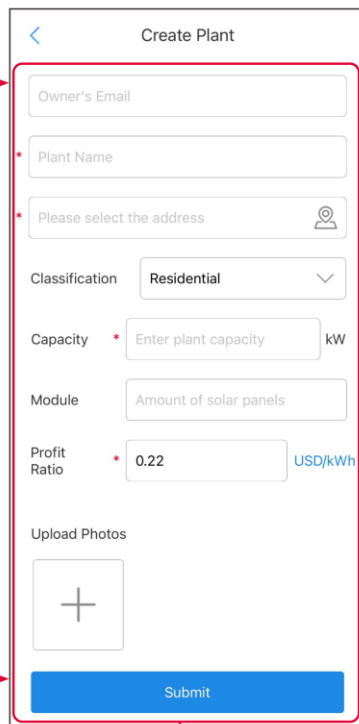 Create Plant
Owner's Email
* Plant Name
* Please select the address
Classification Residential
Capacity * Enter plant capacity kW
Module Amount of solar panels
Profit
Ratio * 0.22 USD/kWh
Upload Photos
Submit